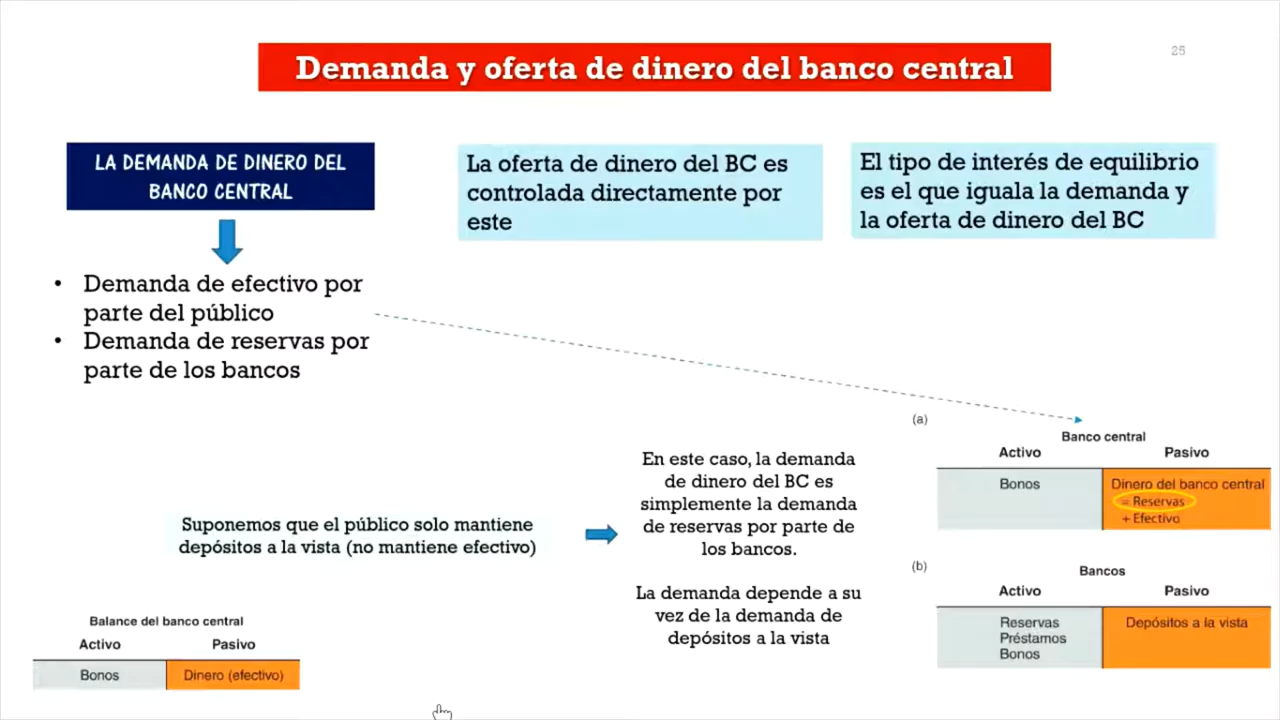 25
Demanda y oferta de dinero del banco central
LA DEMANDA DE DINERO DEL
BANCO CENTRAL
• Demanda de efectivo por
parte del público
• Demanda de reservas por
parte de los bancos
La oferta de dinero del BC es
controlada directamente por
este
El tipo de interés de equilibrio
es el que iguala la demanda y
la oferta de dinero del BC
Suponemos que el público solo mantiene
depósitos a la vista (no mantiene efectivo)
En este caso, la demanda
de dinero del BC es
simplemente la demanda
de reservas por parte de
los bancos.
La demanda depende a su
vez de la demanda de
depósitos a la vista
(a)
Banco central
Activo Pasivo
Bonos Dinero del banco central
= Reservas
+ Efectivo
(b)
Bancos
Activo Pasivo
Reservas Depósitos a la vista
Préstamos
Bonos
Balance del banco central
Activo Pasivo
Bonos Dinero (efectivo)